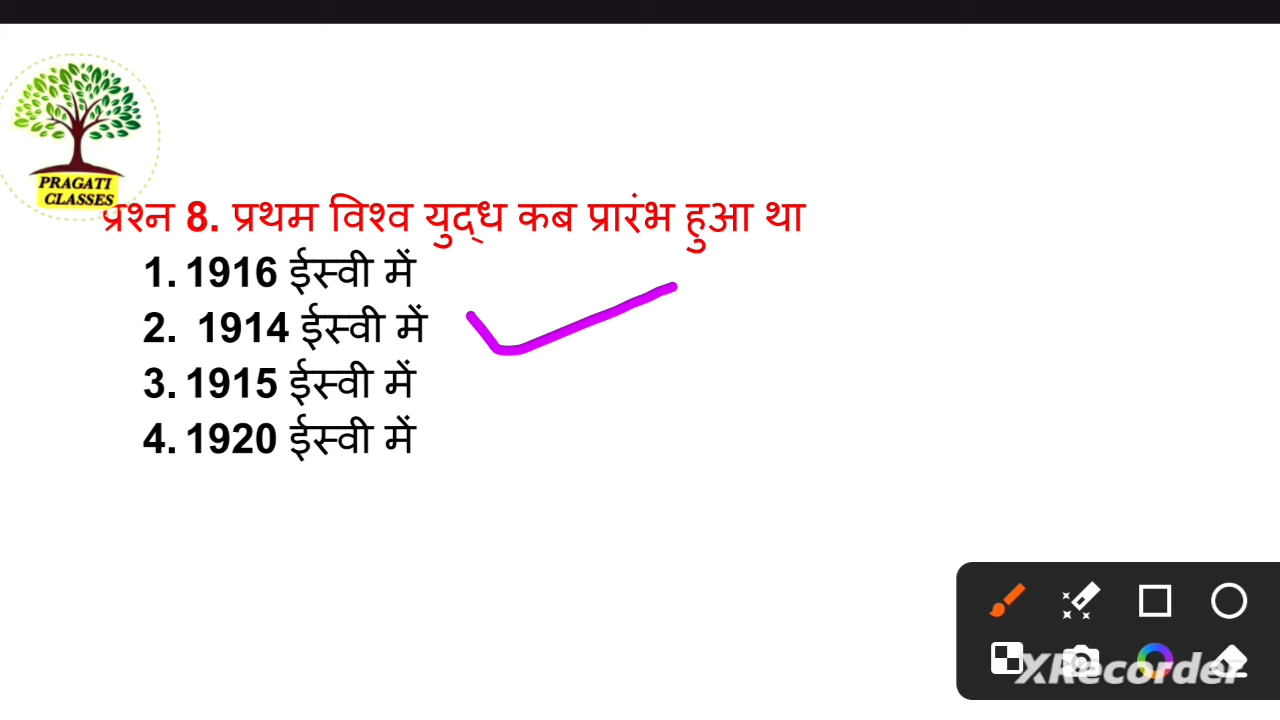 PRAGATI
CLASSES
प्रश्न 8. प्रथम विश्व युद्ध कब प्रारंभ हुआ था
1. 1916 ईस्वी में
2. 1914 ईस्वी में
3. 1915 ईस्वी में
4. 1920 ईस्वी में
XRecorder